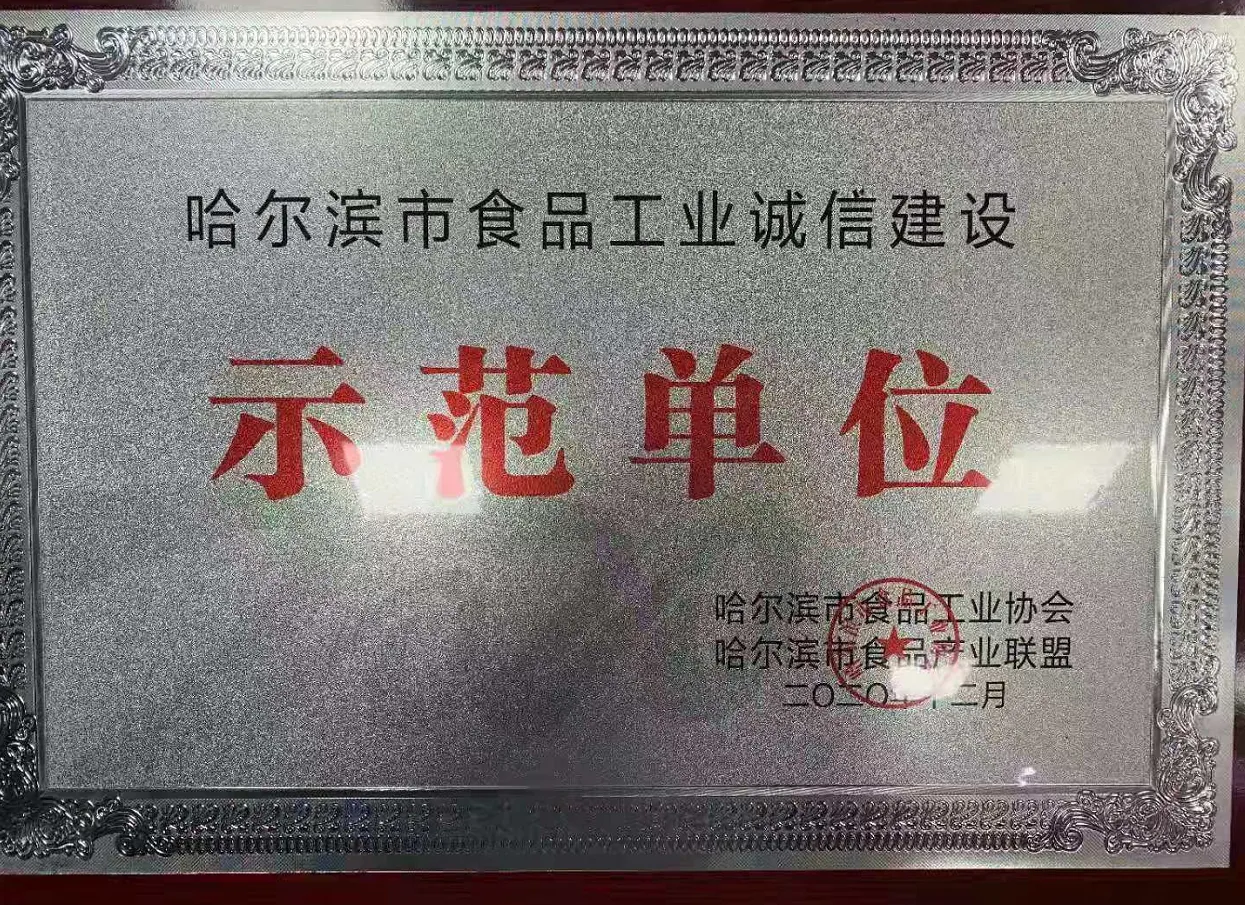 哈尔滨市食品工业诚信建设
示范单位
哈尔滨市食品工业协会
哈尔滨市食品产业联盟
二〇二〇年十二月